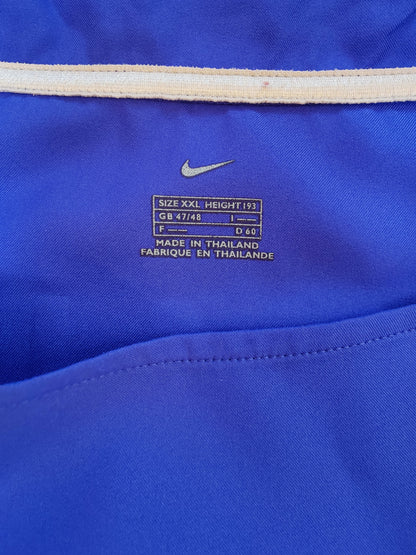 SIZE XXL HEIGHT 193
GB 47/48 I — —
F — — D 60
MADE IN THAILAND
FABRIQUE EN THAILANDE